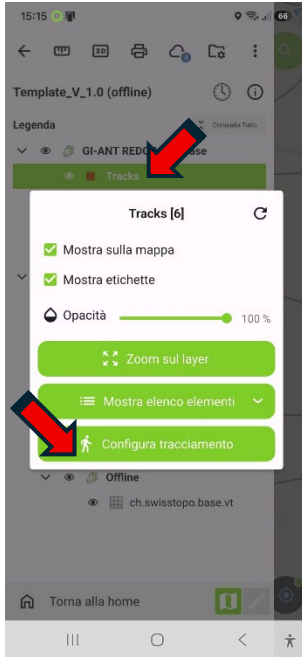 15:15
66
3D
Template_V_1.0 (offline)
Legenda
Compatta Tutto
GI-ANT REDO se
Tracks
Tracks [6]
Mostra sulla mappa
Mostra etichette
Opacità 100 %
Zoom sul layer
Mostra elenco elementi
Configura tracciamento
Offline
ch.swisstopo.base.vt
Torna alla home